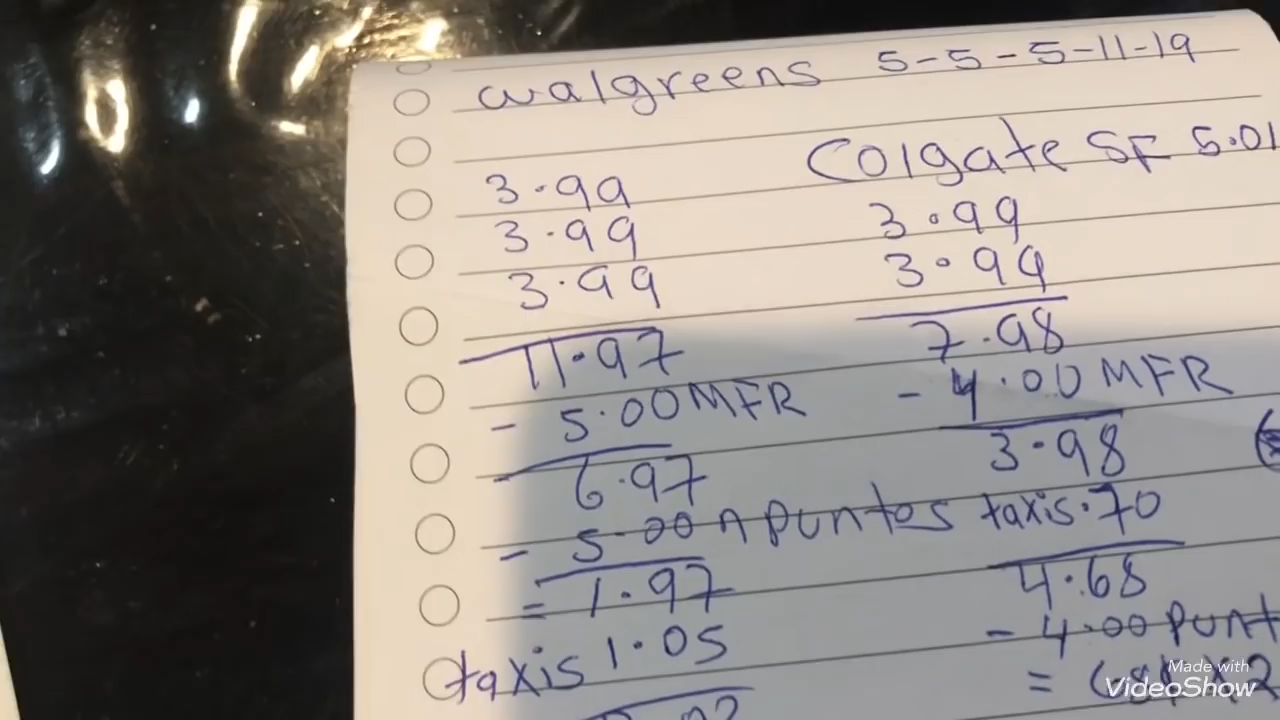 walgreens 5-5-5-11-19
Colgate SF 5.01
3.99
3.99
3.99
11.97
- 5.00 MFR
6.97
- 5.00 A Puntos
= 1.97
taxis 1.05
3.99
3.99
7.98
- 4.00 MFR
3.98
taxis .70
4.68
- 4.00 Punt
=
Made with
VideoShow